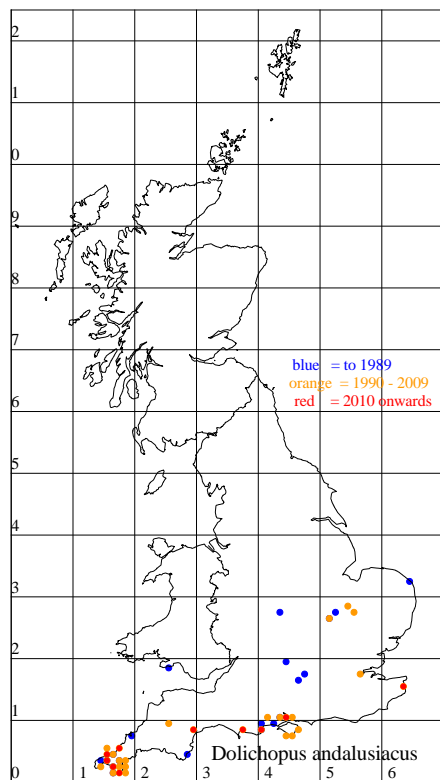 2
1
0
9
8
7
blue = to 1989
orange = 1990 - 2009
red = 2010 onwards
6
5
4
3
2
1
Dolichopus andalusiacus
0 1 2 3 4 5 6